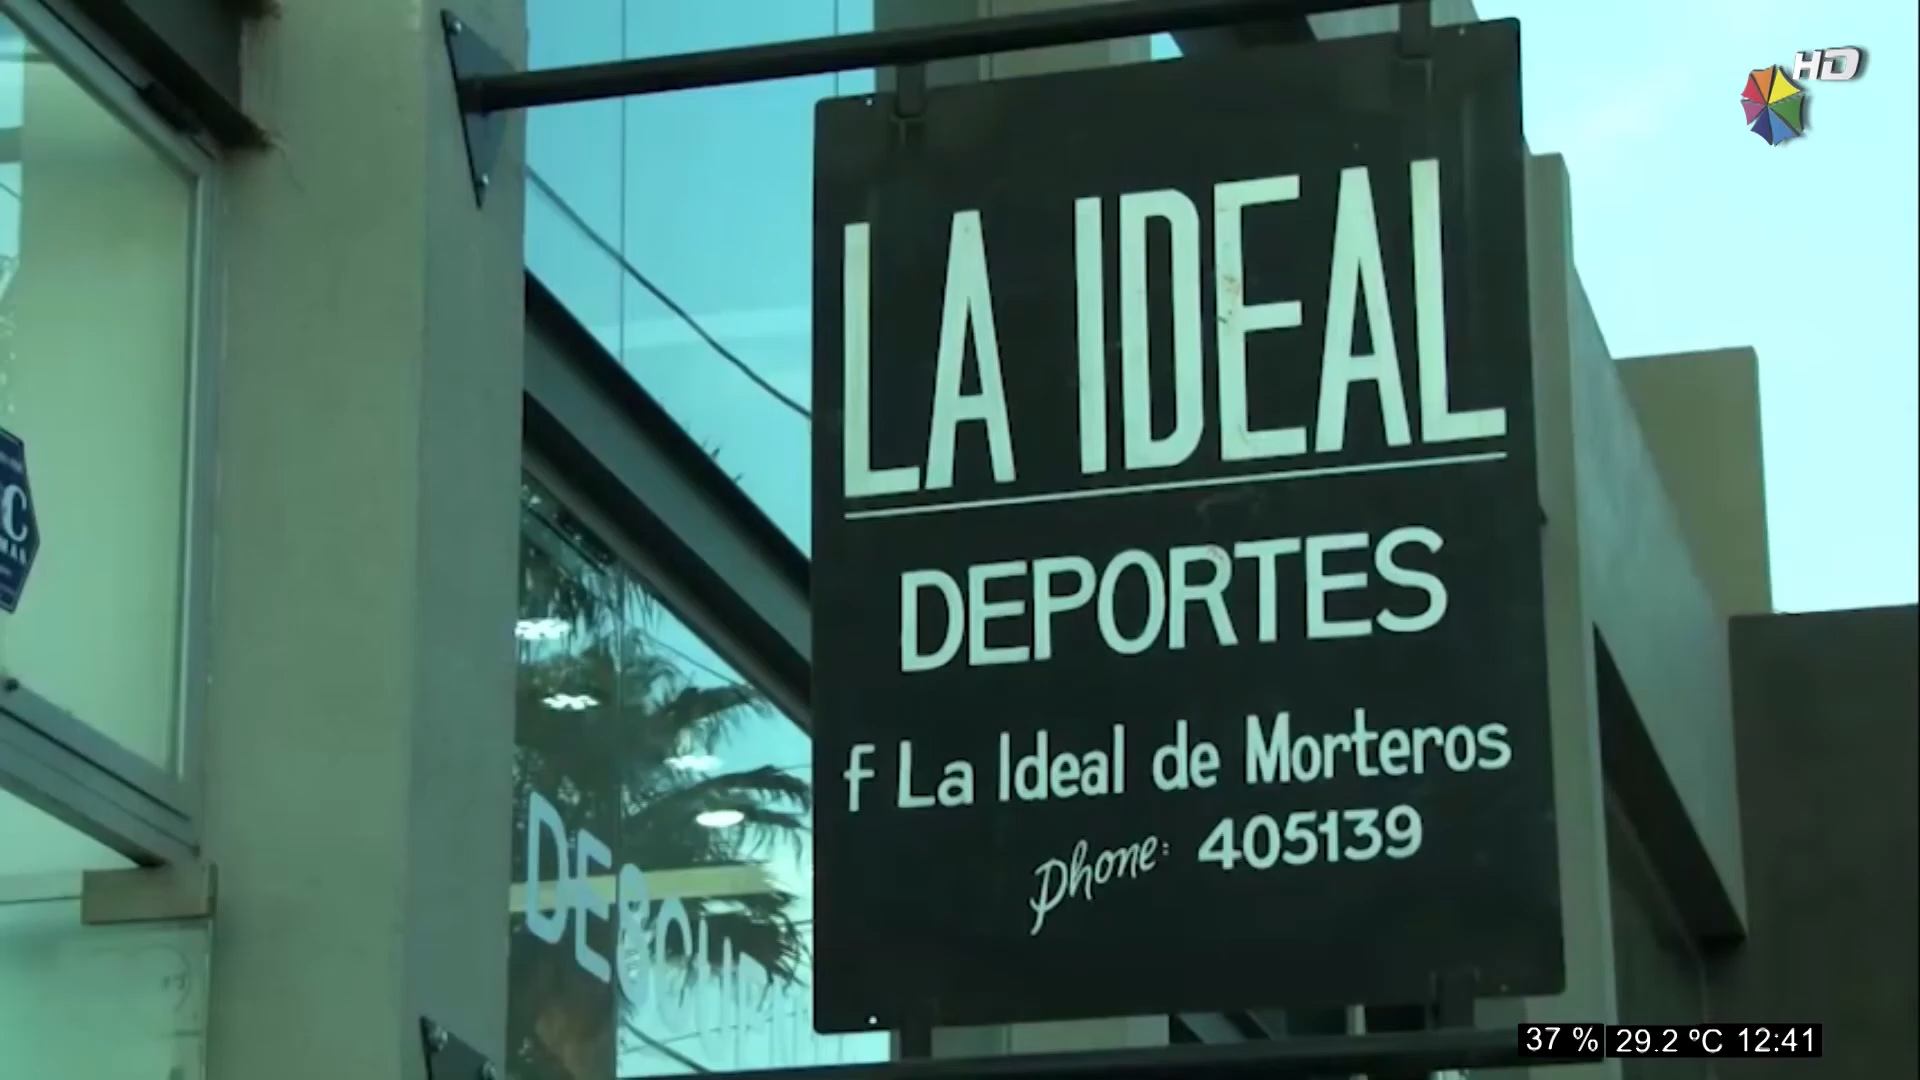 HD
LA IDEAL
DEPORTES
f La Ideal de Morteros
phone: 405139
37 % 29.2 ºC 12:41